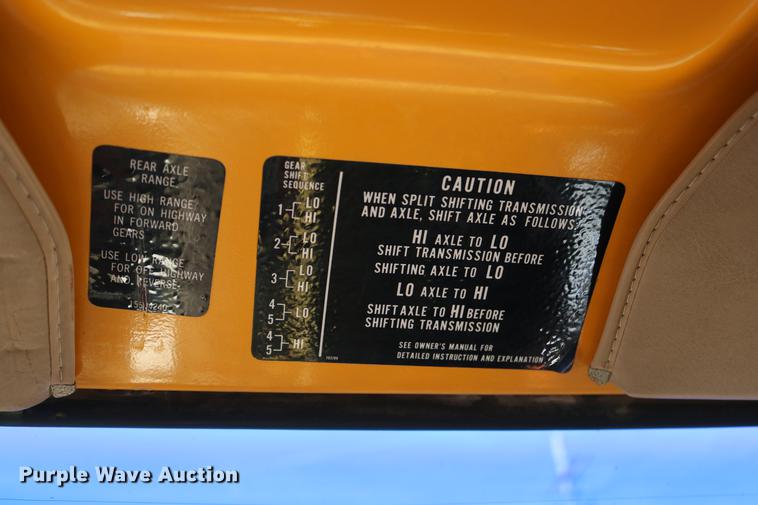 REAR AXLE
RANGE
USE HIGH RANGE
FOR ON HIGHWAY
IN FORWARD
GEARS
USE LOW RANGE
FOR OFF HIGHWAY
AND REVERSE
GEAR
SHIFT
SEQUENCE
1 LO
HI
2 LO
HI
3 LO
HI
4
5 LO
4
5 HI
CAUTION
WHEN SPLIT SHIFTING TRANSMISSION
AND AXLE, SHIFT AXLE AS FOLLOWS
HI AXLE TO LO
SHIFT TRANSMISSION BEFORE
SHIFTING AXLE TO LO
LO AXLE TO HI
SHIFT AXLE TO HI BEFORE
SHIFTING TRANSMISSION
SEE OWNER'S MANUAL FOR
DETAILED INSTRUCTION AND EXPLANATION
Purple Wave Auction